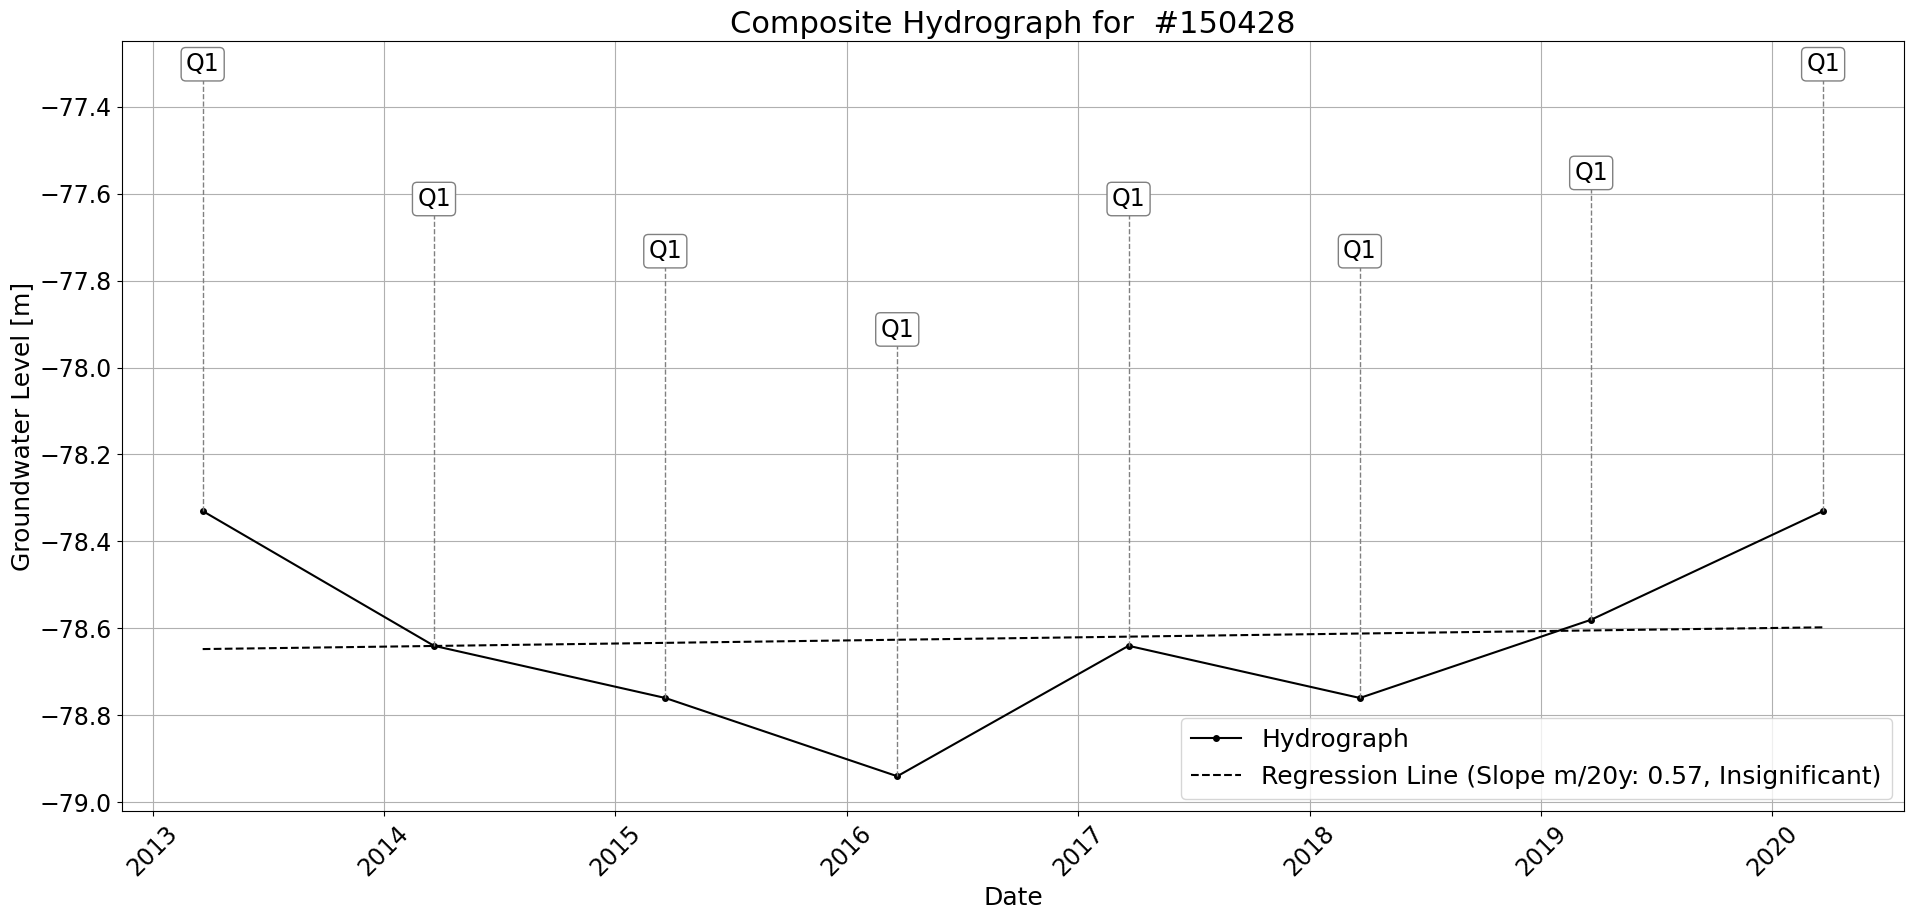 Composite Hydrograph for  #150428
Q1
Q1
Q1
Q1
Q1
Q1
Q1
Q1
Groundwater Level [m]
−77.4
−77.6
−77.8
−78.0
−78.2
−78.4
−78.6
−78.8
−79.0
Hydrograph
Regression Line (Slope m/20y: 0.57, Insignificant)
2013
2014
2015
2016
2017
2018
2019
2020
Date